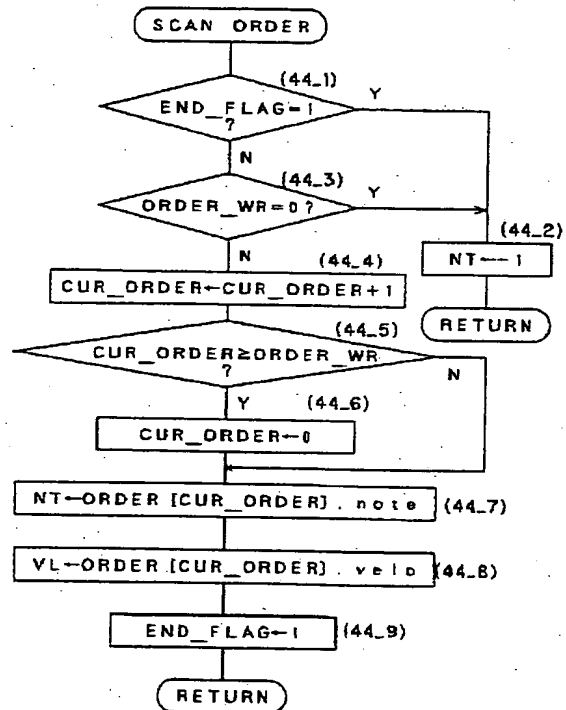 SCAN ORDER
(44_1)
END_FLAG=1
?
Y
N
(44_3)
ORDER_WR=0?
Y
N
(44_2)
NT←-1
RETURN
(44_4)
CUR_ORDER←CUR_ORDER+1
(44_5)
CUR_ORDER≥ORDER_WR
?
N
Y
(44_6)
CUR_ORDER←0
NT←ORDER [CUR_ORDER]. note
(44_7)
VL←ORDER [CUR_ORDER]. velo
(44_8)
END_FLAG←1
(44_9)
RETURN